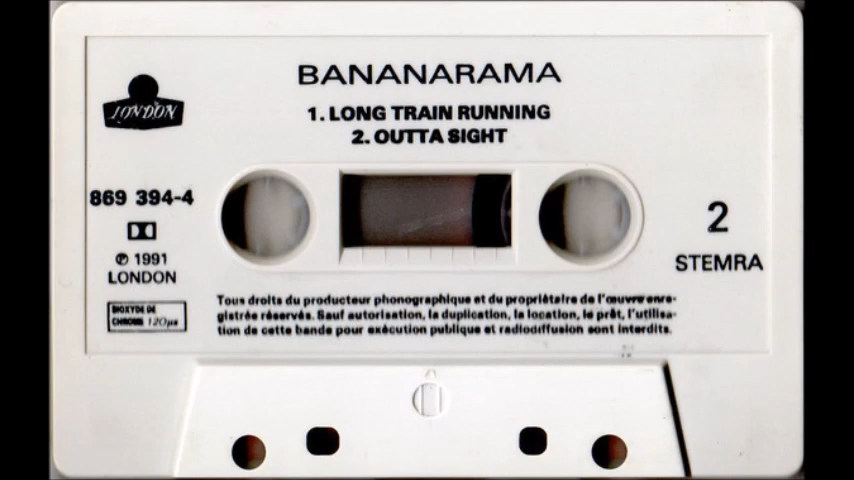 BANANARAMA
LONDON
1. LONG TRAIN RUNNING
2. OUTTA SIGHT
869 394-4
2
℗ 1991
LONDON
STEMRA
BIOXYDE DE
CHROME 120µs
Tous droits du producteur phonographique et du propriétaire de l'œuvre enre-
gistrée réservés. Sauf autorisation, la duplication, la location, le prêt, l'utilisa-
tion de cette bande pour exécution publique et radiodiffusion sont interdits.